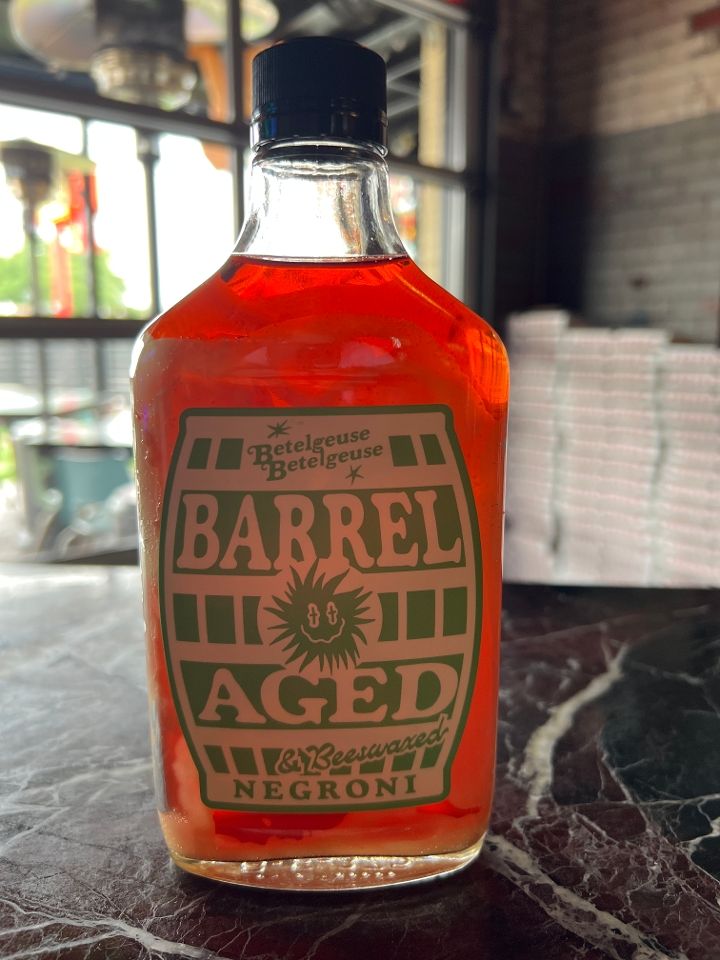 Betelgeuse
Betelgeuse
BARREL
AGED
& Beeswaxed
NEGRONI